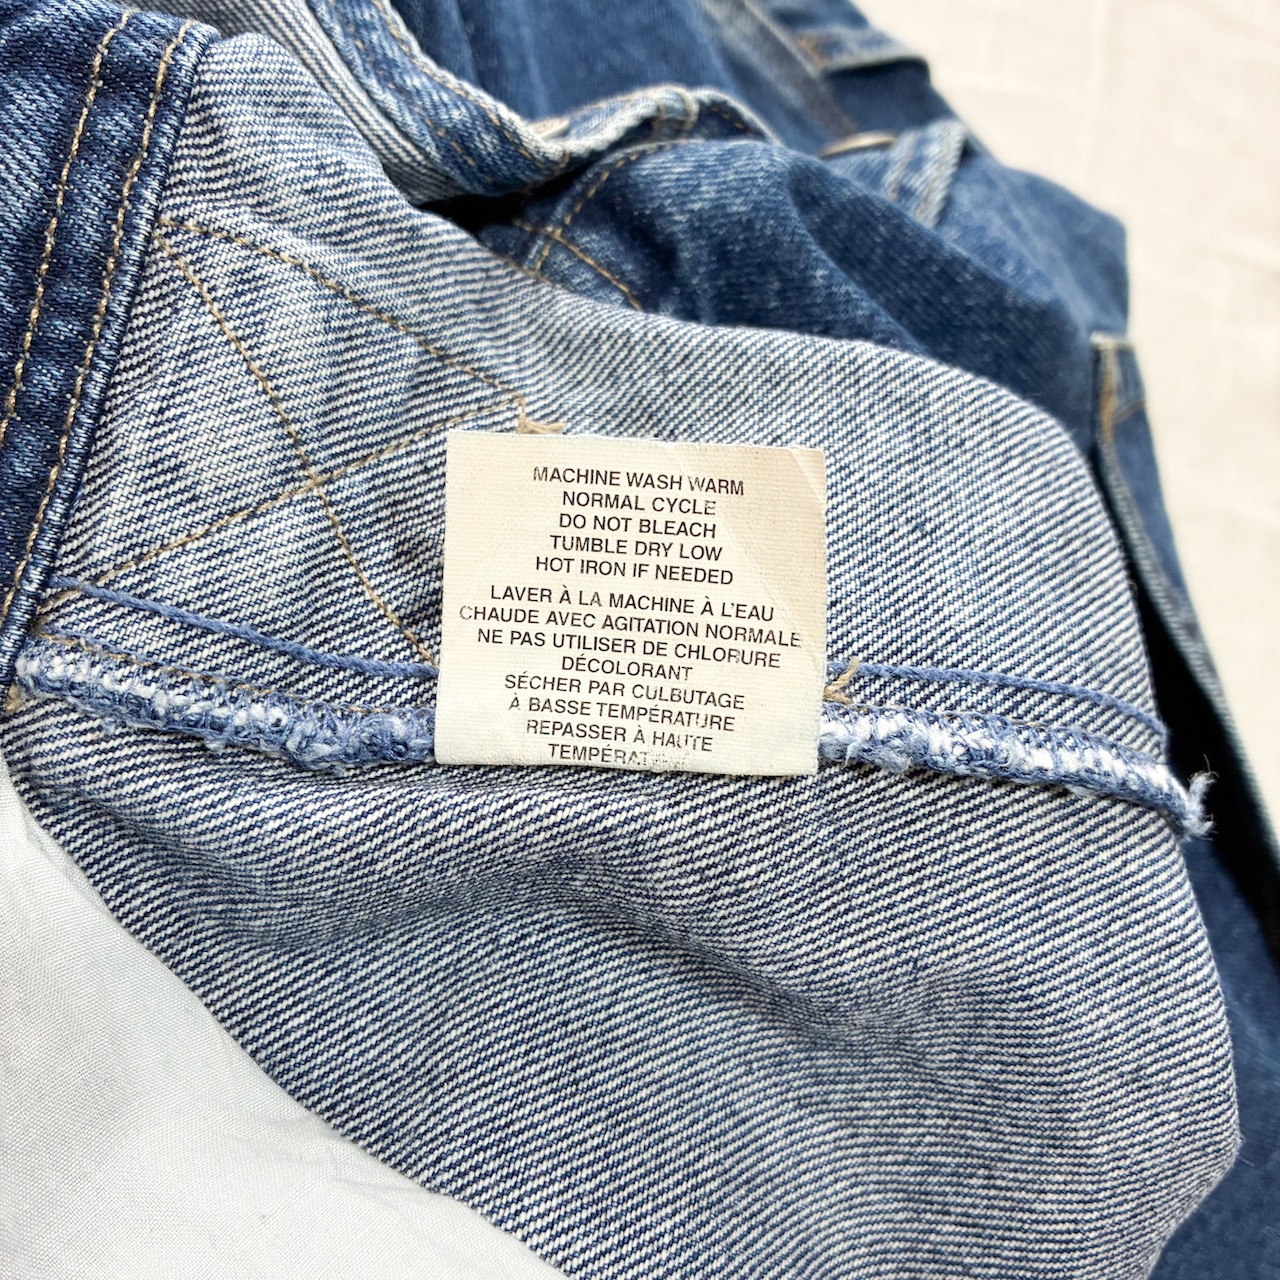 MACHINE WASH WARM
NORMAL CYCLE
DO NOT BLEACH
TUMBLE DRY LOW
HOT IRON IF NEEDED
LAVER À LA MACHINE À L'EAU
CHAUDE AVEC AGITATION NORMALE
NE PAS UTILISER DE CHLORURE
DÉCOLORANT
SÉCHER PAR CULBUTAGE
À BASSE TEMPÉRATURE
REPASSER À HAUTE
TEMPÉRATURE